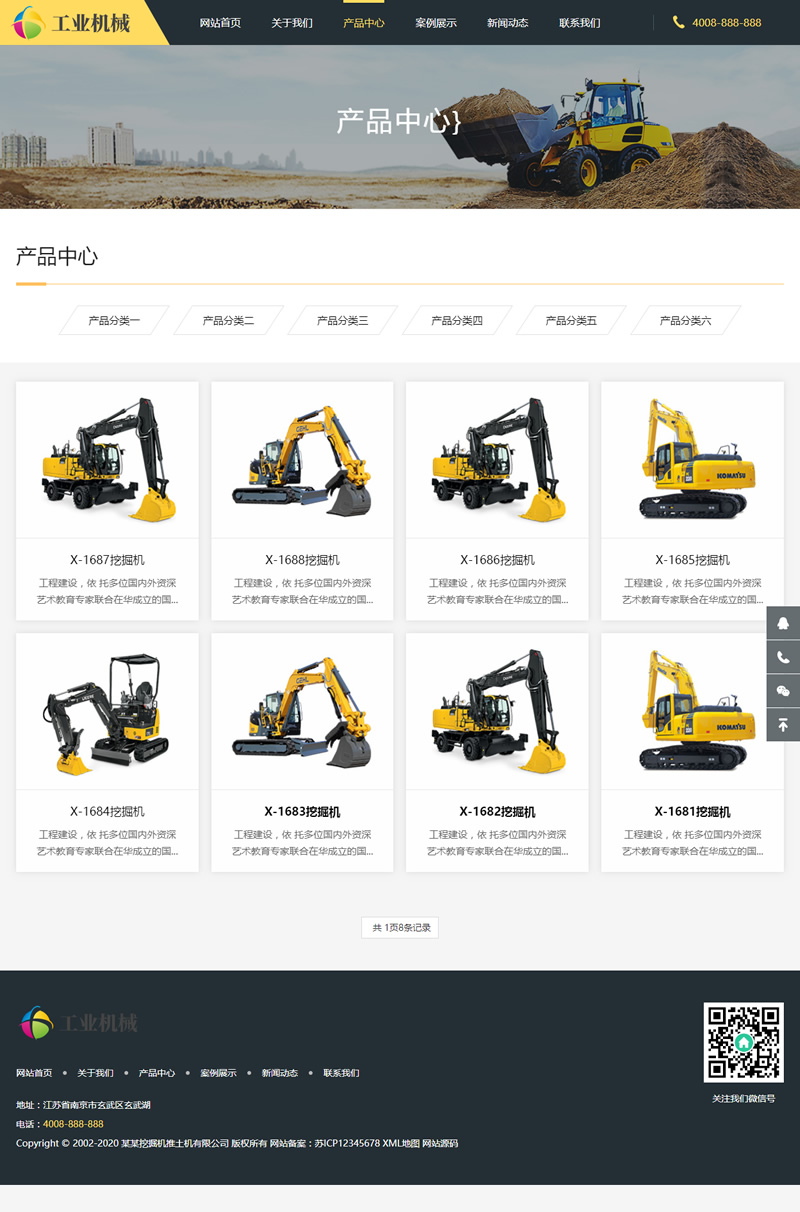 工业机械
网站首页 关于我们 产品中心 案例展示 新闻动态 联系我们 4008-888-888
产品中心}
产品中心
产品分类一 产品分类二 产品分类三 产品分类四 产品分类五 产品分类六
GEHL
KOMATSU
X-1687挖掘机 X-1688挖掘机 X-1686挖掘机 X-1685挖掘机
工程建设，依 托多位国内外资深 工程建设，依 托多位国内外资深 工程建设，依 托多位国内外资深 工程建设，依 托多位国内外资深
艺术教育专家联合在华成立的国... 艺术教育专家联合在华成立的国... 艺术教育专家联合在华成立的国... 艺术教育专家联合在华成立的国...
GEHL
KOMATSU
X-1684挖掘机 X-1683挖掘机 X-1682挖掘机 X-1681挖掘机
工程建设，依 托多位国内外资深 工程建设，依 托多位国内外资深 工程建设，依 托多位国内外资深 工程建设，依 托多位国内外资深
艺术教育专家联合在华成立的国... 艺术教育专家联合在华成立的国... 艺术教育专家联合在华成立的国... 艺术教育专家联合在华成立的国...
共 1页8条记录
工业机械
网站首页 • 关于我们 • 产品中心 • 案例展示 • 新闻动态 • 联系我们
关注我们微信号
地址：江苏省南京市玄武区玄武湖
电话：4008-888-888
Copyright © 2002-2020 某某挖掘机推土机有限公司 版权所有 网站备案：苏ICP12345678 XML地图 网站源码